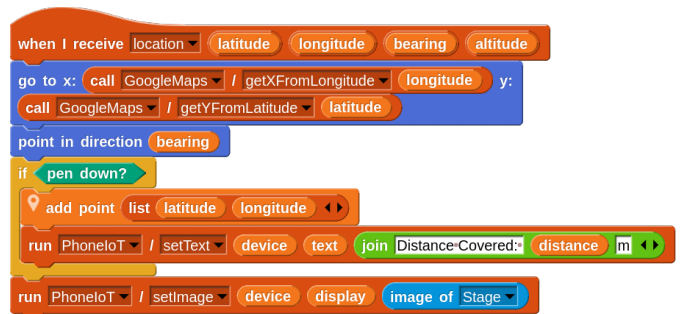 when I receive location latitude longitude bearing altitude
go to x: call GoogleMaps / getXFromLongitude longitude y:
call GoogleMaps / getYFromLatitude latitude
point in direction bearing
if pen down?
add point list latitude longitude
run PhoneIoT / setText device text join Distance Covered: distance m
run PhoneIoT / setImage device display image of Stage